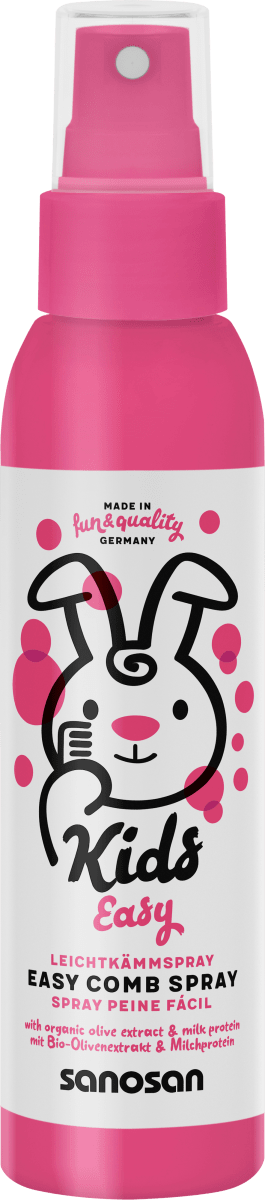 MADE IN
fun&quality
GERMANY
Kids
Easy
LEICHTKÄMMSPRAY
EASY COMB SPRAY
SPRAY PEINE FÁCIL
with organic olive extract & milk protein
mit Bio-Olivenextrakt & Milchprotein
sanosan